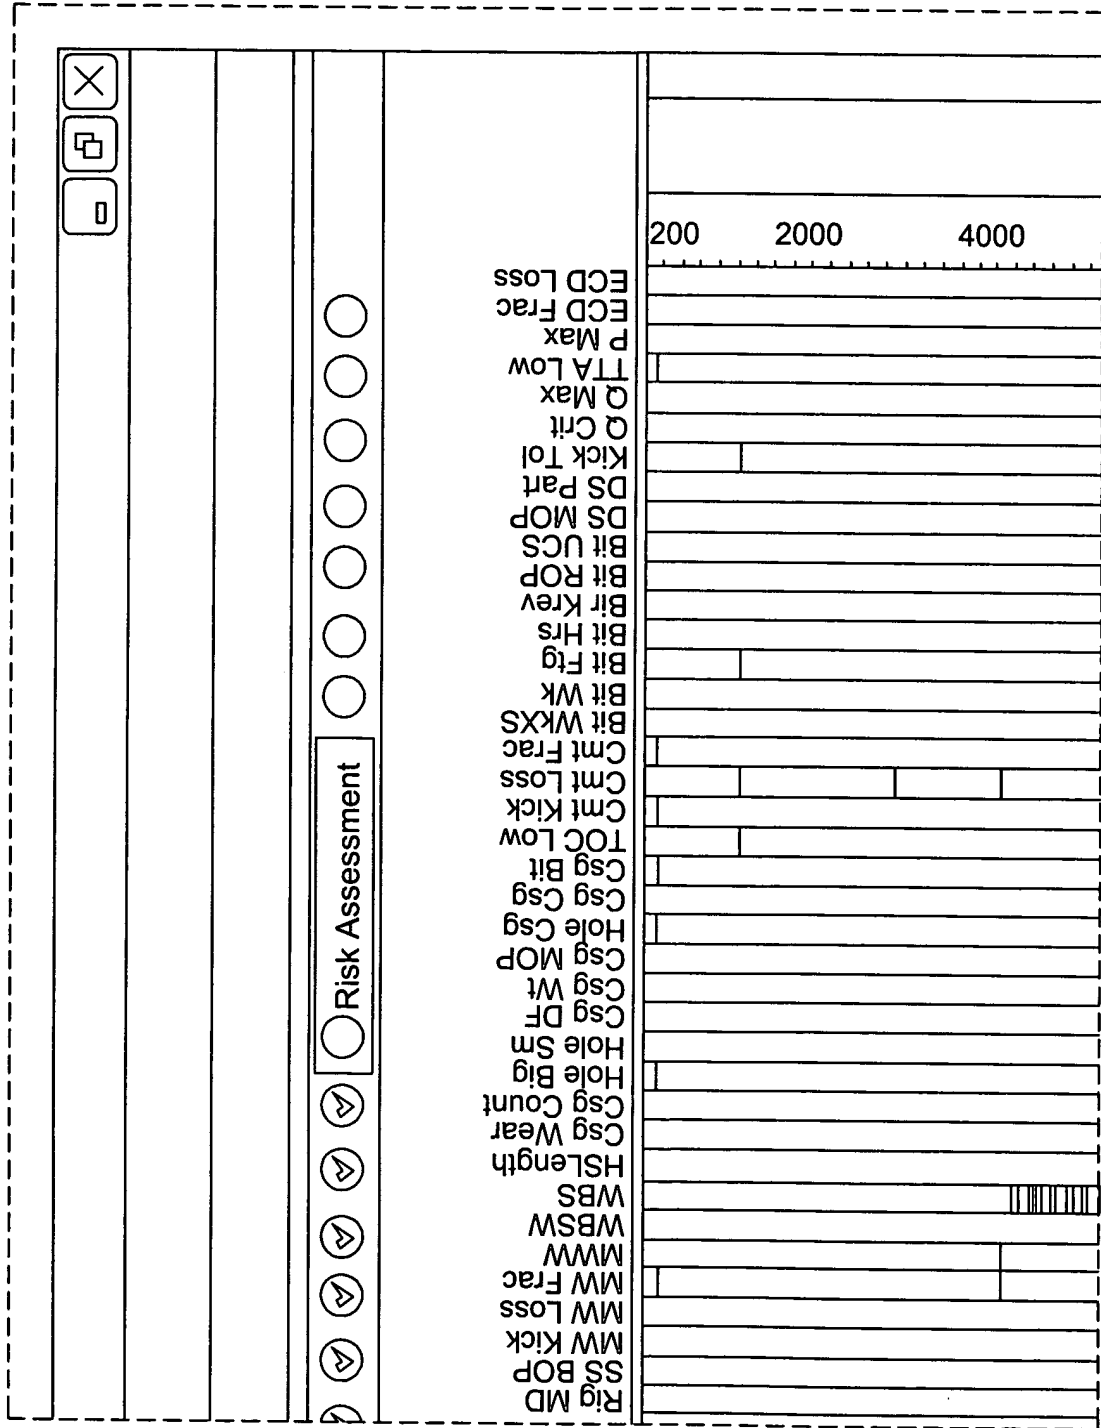 200 2000 4000
ECD Loss
ECD Frac
P Max
TTA Low
Q Max
Q Crit
Kick Tol
DS Part
DS MOP
Bit UCS
Bit ROP
Bir Krev
Bit Hrs
Bit Ftg
Bit Wk
Bit WkXS
Cmt Frac
Cmt Loss
Cmt Kick
TOC Low
Csg Bit
Csg Csg
Hole Csg
Csg MOP
Csg Wt
Csg DF
Hole Sm
Hole Big
Csg Count
Csg Wear
HSLength
WBS
WBSW
MWW
MW Frac
MW Loss
MW Kick
SS BOP
Rig MD
Risk Assessment